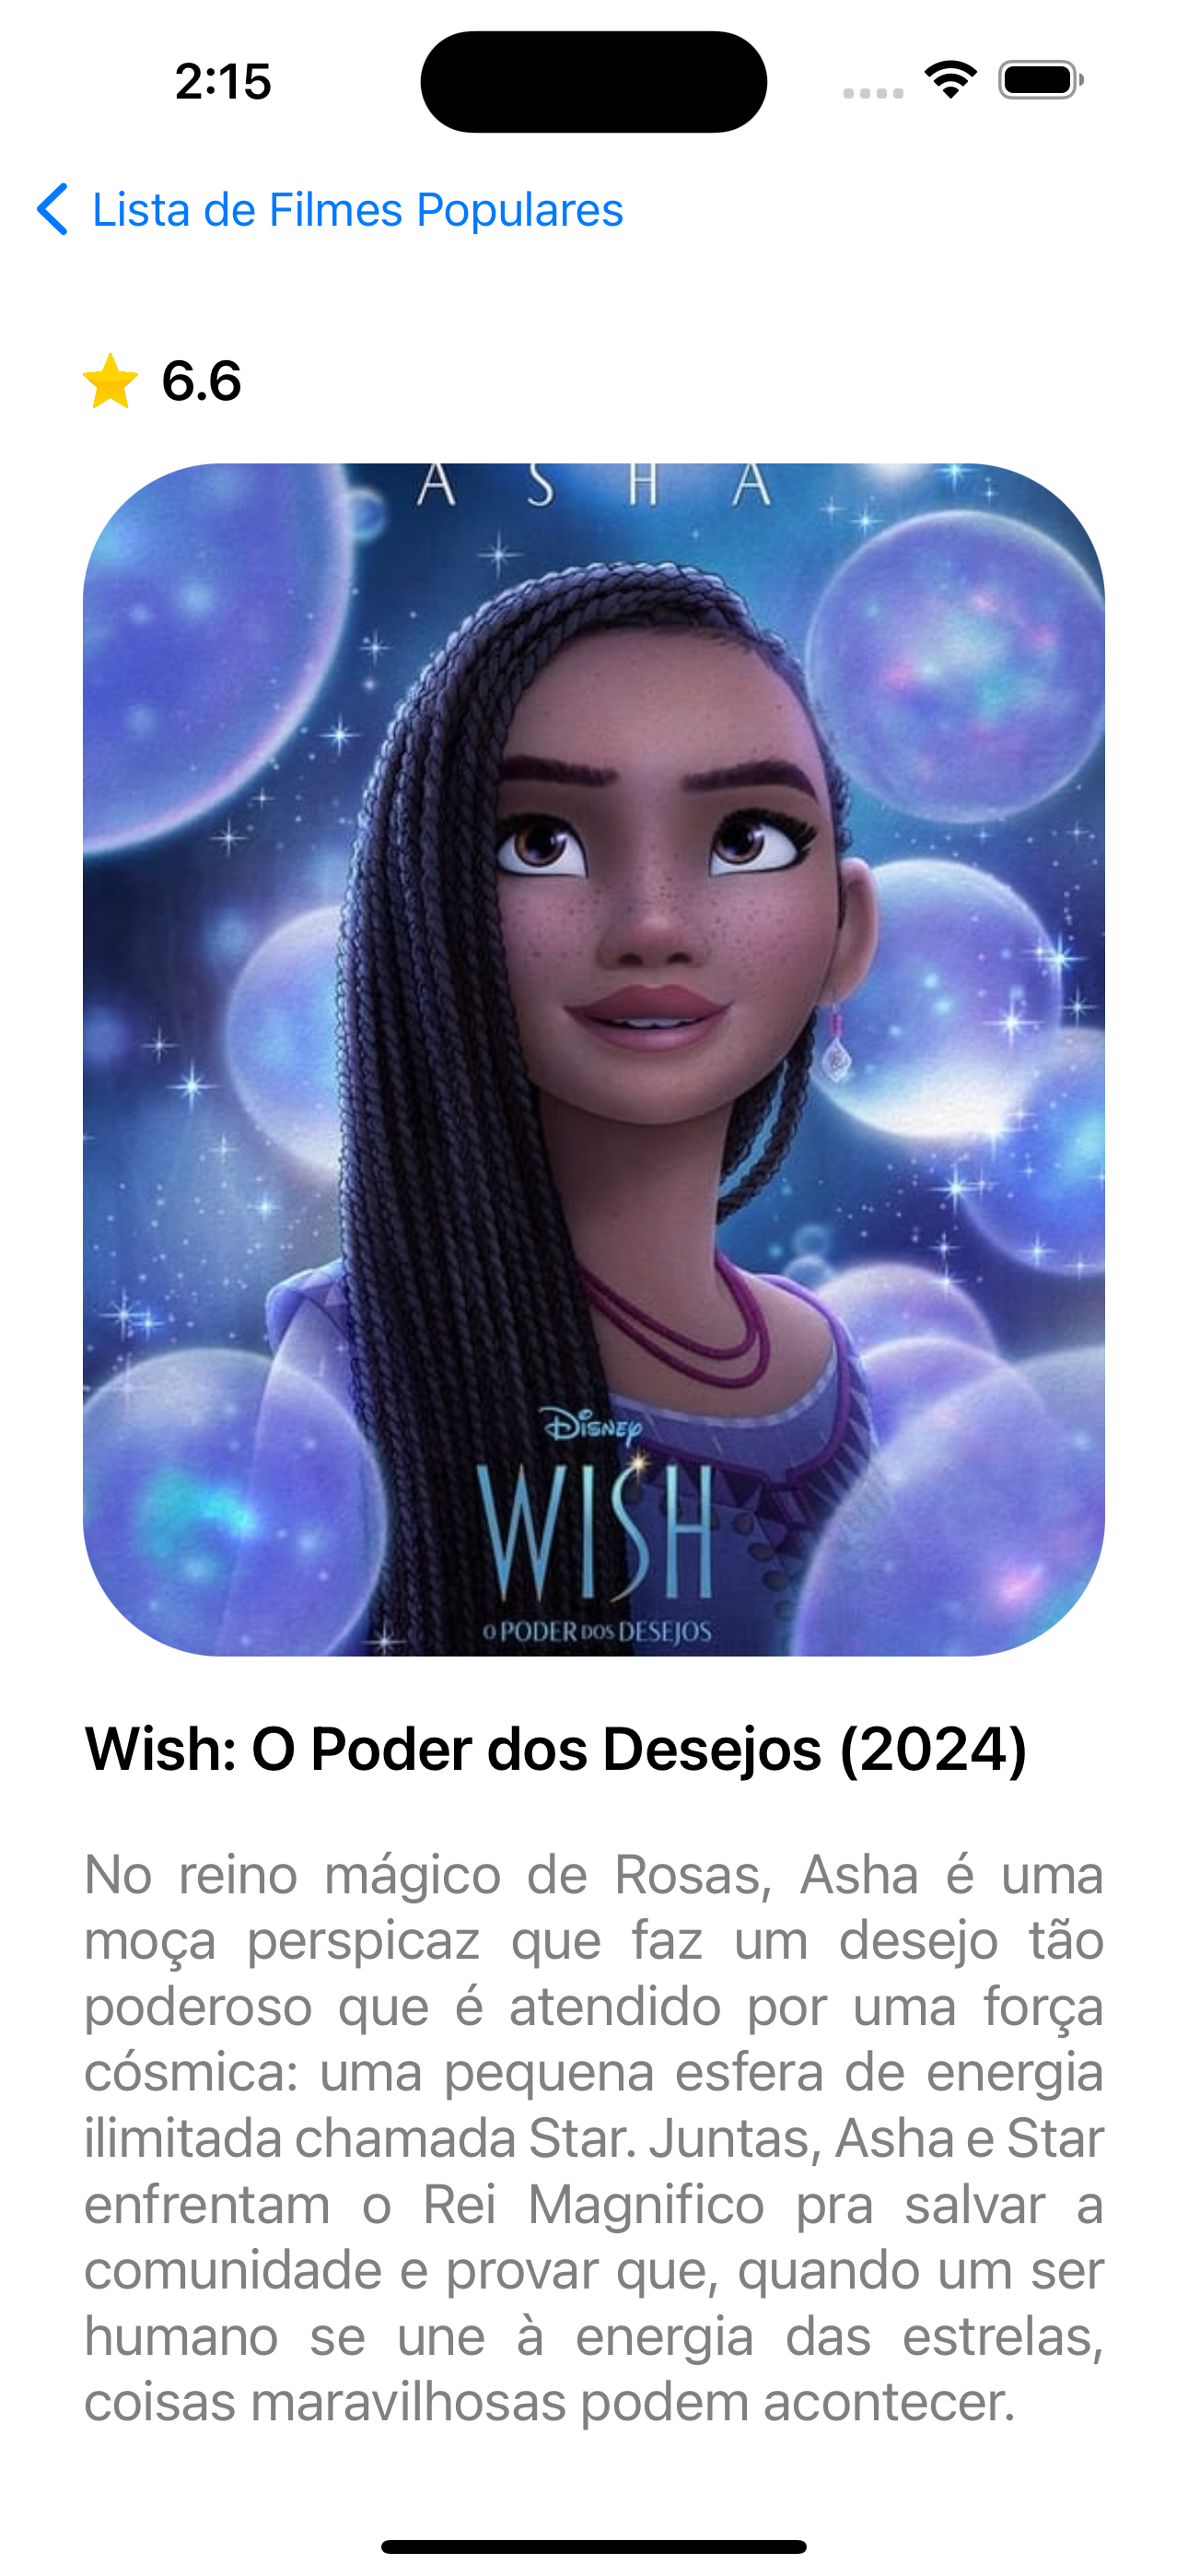 2:15
Lista de Filmes Populares
6.6
ASHA
Disney
WISH
O PODER DOS DESEJOS
Wish: O Poder dos Desejos (2024)
No reino mágico de Rosas, Asha é uma
moça perspicaz que faz um desejo tão
poderoso que é atendido por uma força
cósmica: uma pequena esfera de energia
ilimitada chamada Star. Juntas, Asha e Star
enfrentam o Rei Magnifico pra salvar a
comunidade e provar que, quando um ser
humano se une à energia das estrelas,
coisas maravilhosas podem acontecer.